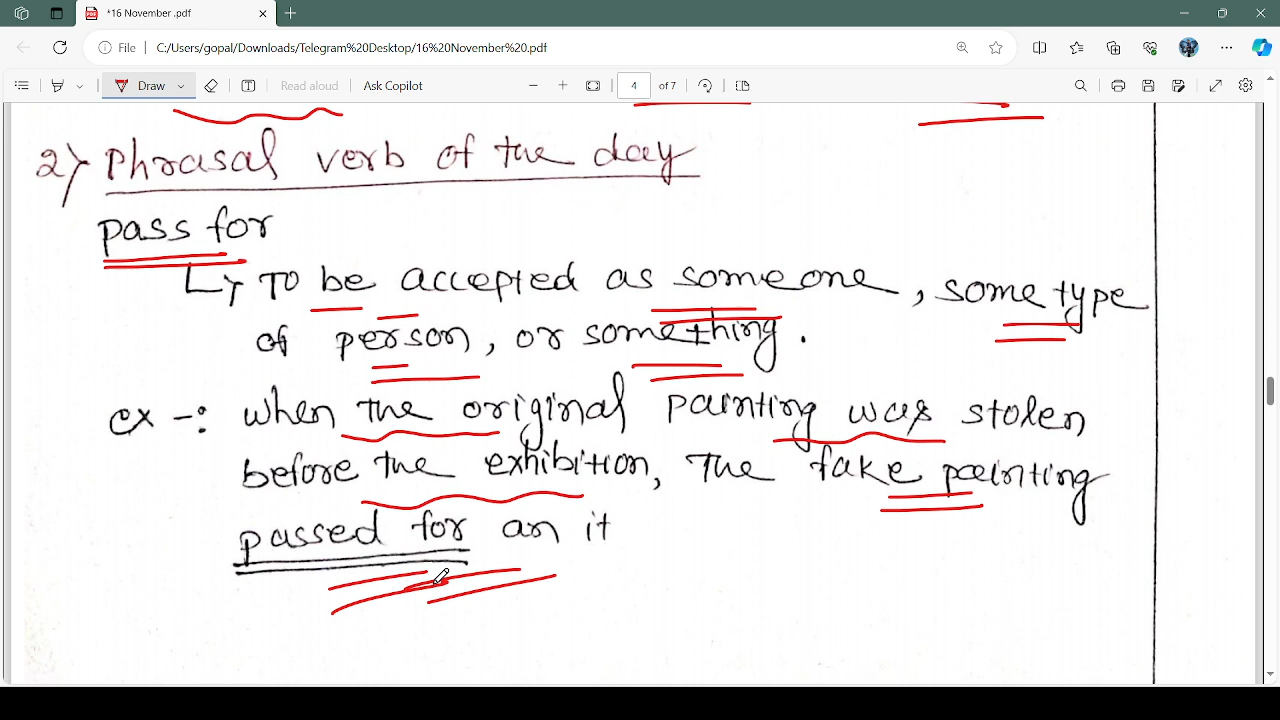 *16 November .pdf
File
C:/Users/gopal/Downloads/Telegram%20Desktop/16%20November%20.pdf
Draw
Read aloud
Ask Copilot
4
of 7
2) Phrasal verb of the day
pass for
To be accepted as someone, some type
of person, or something.
ex -: when the original painting was stolen
before the exhibition, The fake painting
passed for an it